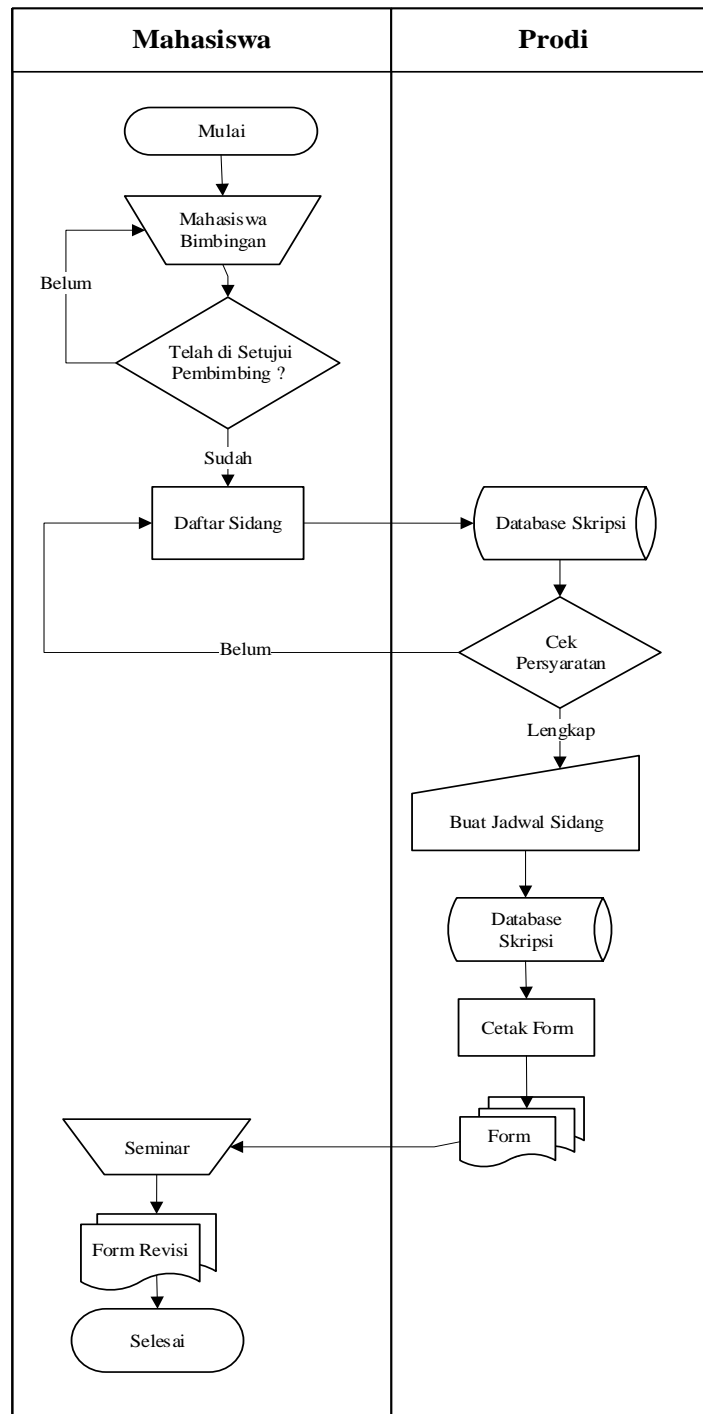 Mahasiswa
Prodi
Mulai
Mahasiswa
Bimbingan
Belum
Telah di Setujui
Pembimbing ?
Sudah
Daftar Sidang
Database Skripsi
Belum
Cek
Persyaratan
Lengkap
Buat Jadwal Sidang
Database
Skripsi
Cetak Form
Form
Seminar
Form Revisi
Selesai